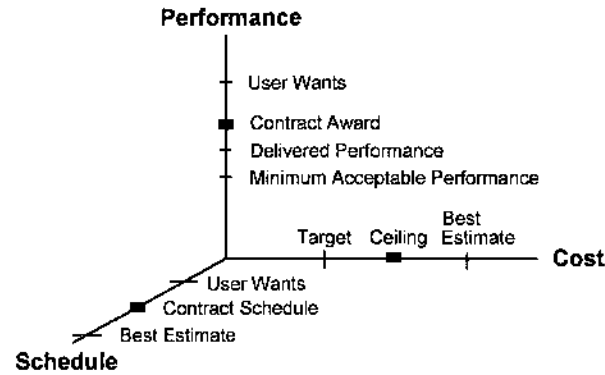 Performance
User Wants
Contract Award
Delivered Performance
Minimum Acceptable Performance
Target
Ceiling
Best
Estimate
Cost
User Wants
Contract Schedule
Best Estimate
Schedule